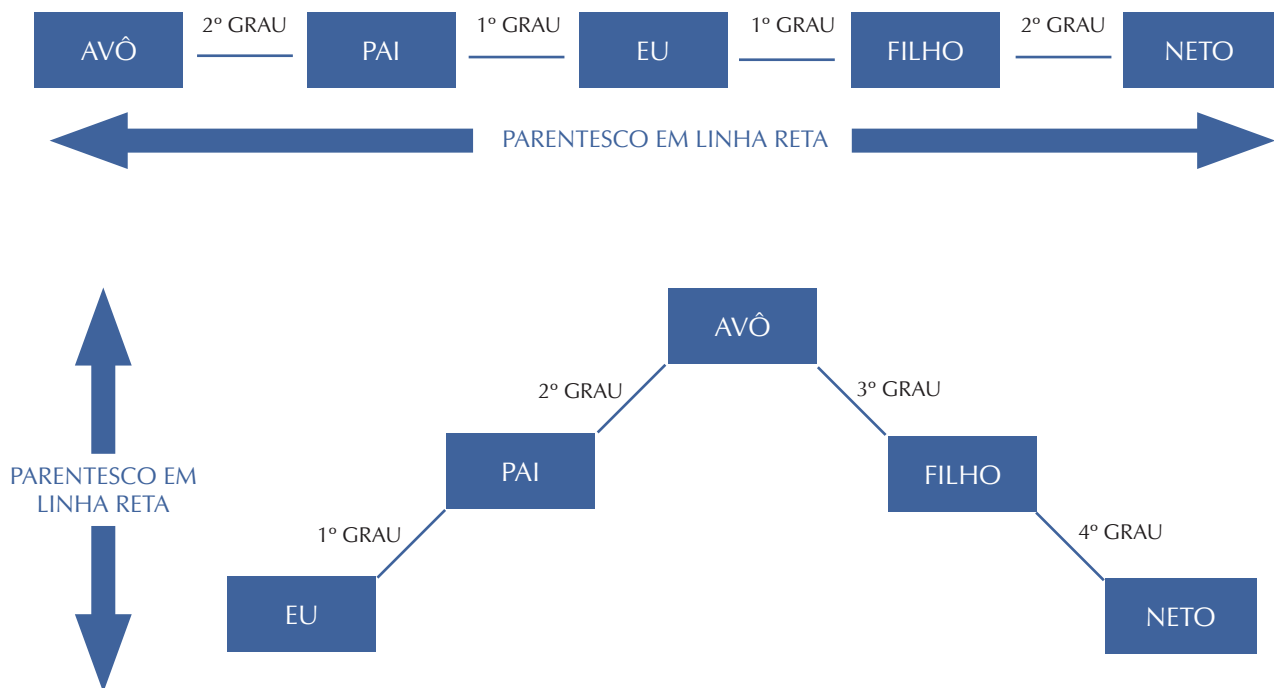 2º GRAU
1º GRAU
1º GRAU
2º GRAU
AVÔ
PAI
EU
FILHO
NETO
PARENTESCO EM LINHA RETA
AVÔ
2º GRAU
3º GRAU
PAI
FILHO
PARENTESCO EM
LINHA RETA
1º GRAU
4º GRAU
EU
NETO